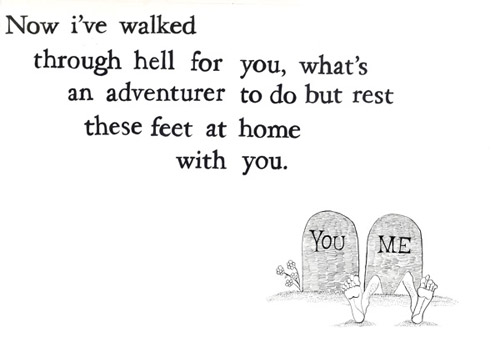 Now i've walked
through hell for you, what's
an adventurer to do but rest
these feet at home
with you.
YOU ME